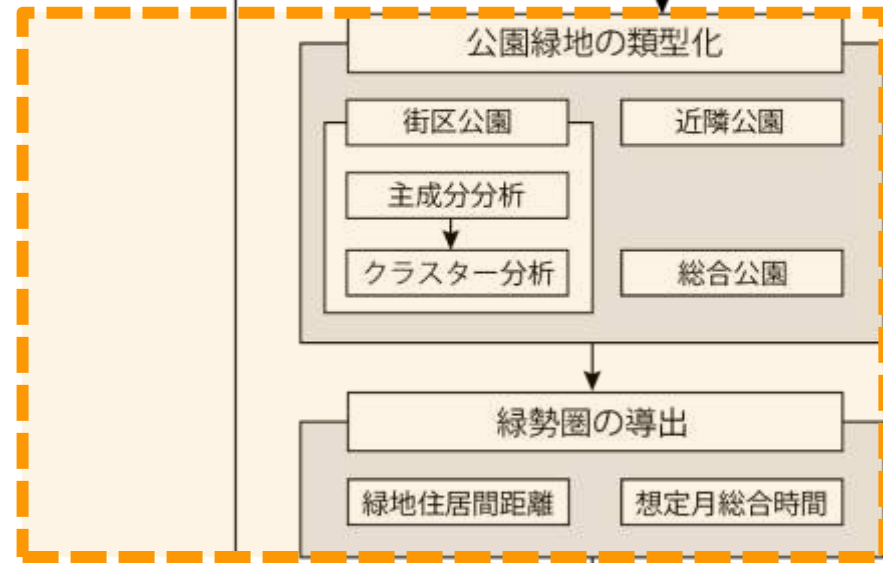 公園緑地の類型化
街区公園
近隣公園
主成分分析
クラスター分析
総合公園
緑勢圏の導出
緑地住居間距離
想定月総合時間